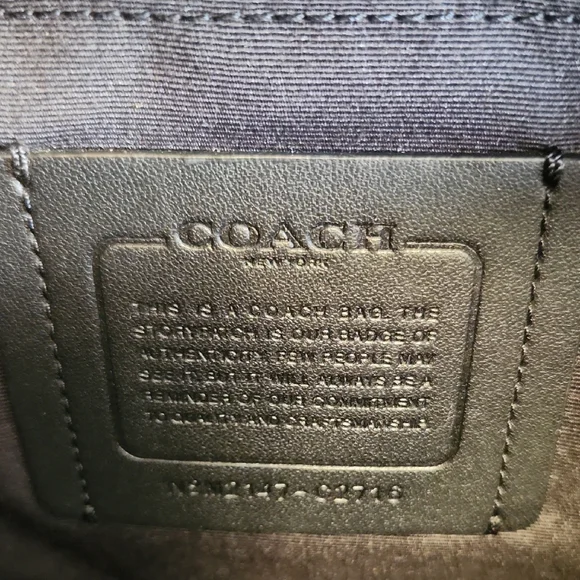 COACH
NEW YORK
THIS IS A COACH BAG. THE
STORYPATCH IS OUR BADGE OF
AUTHENTICITY. FEW PEOPLE MAY
SEE IT, BUT IT WILL ALWAYS BE A
REMINDER OF OUR COMMITMENT
TO QUALITY AND CRAFTSMANSHIP.